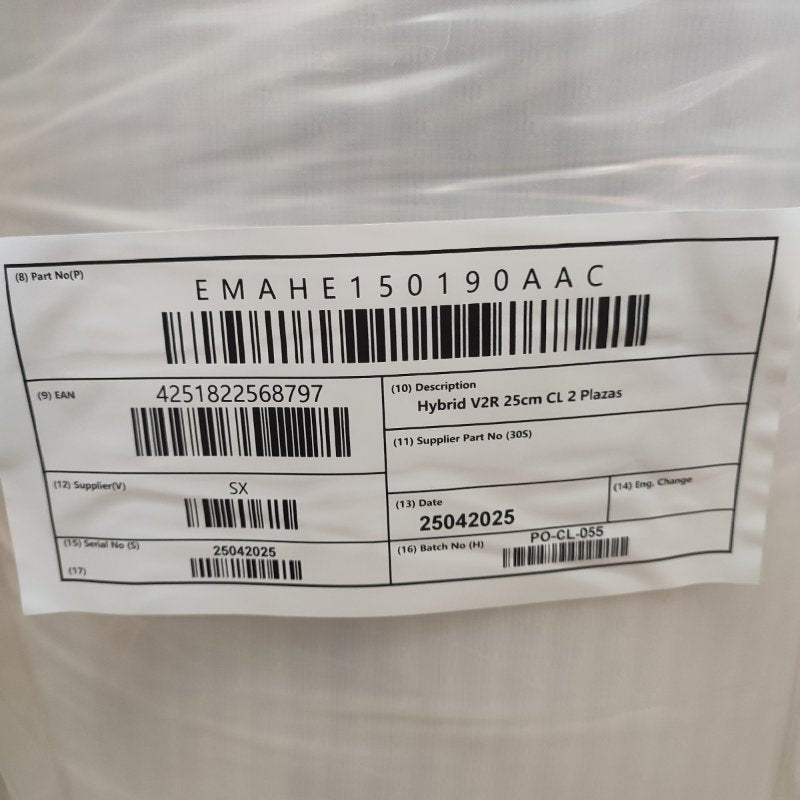 (8) Part No(P)
EMAHE150190AAC
(9) EAN
4251822568797
(10) Description
Hybrid V2R 25cm CL 2 Plazas
(11) Supplier Part No (30S)
(12) Supplier(V)
SX
(13) Date
25042025
(14) Eng. Change
(15) Serial No (S)
25042025
(16) Batch No (H)
PO-CL-055
(17)